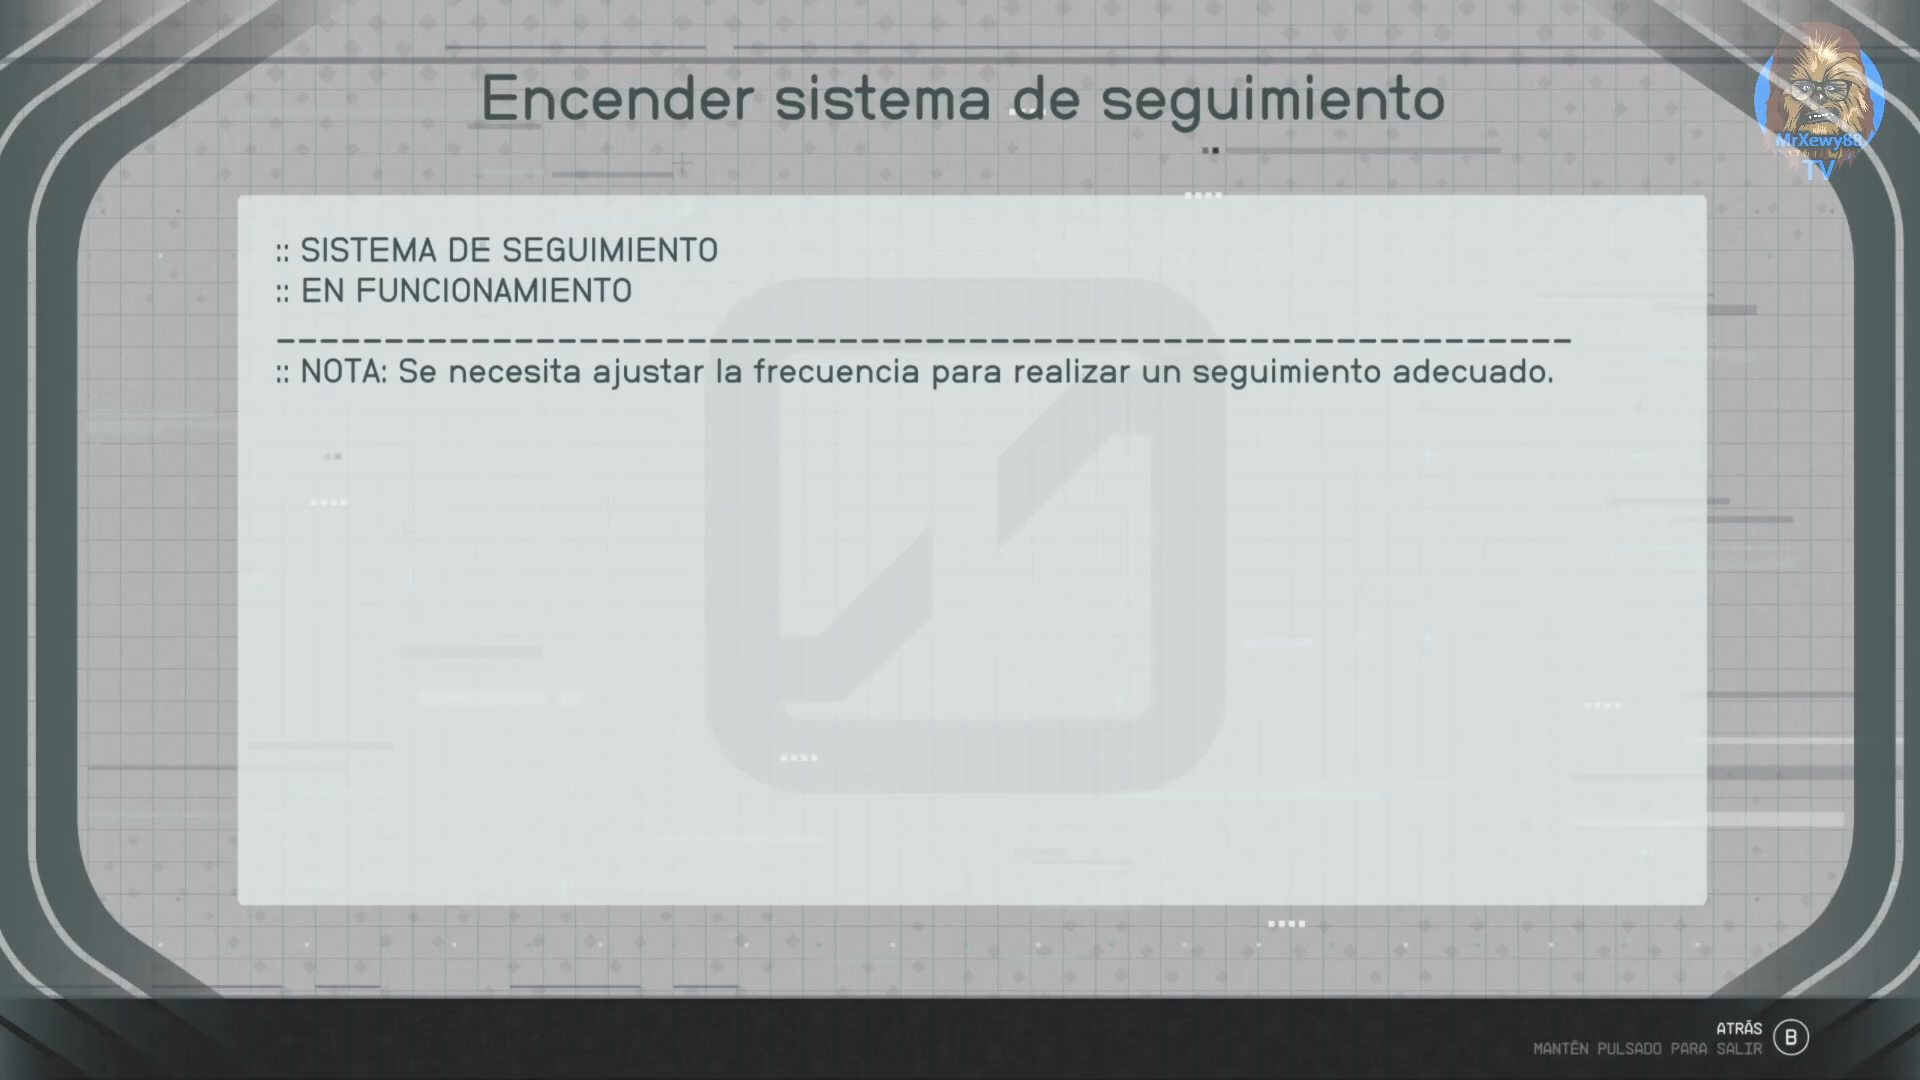 Encender sistema de seguimiento
MrXewy88
TV
:: SISTEMA DE SEGUIMIENTO
:: EN FUNCIONAMIENTO
:: NOTA: Se necesita ajustar la frecuencia para realizar un seguimiento adecuado.
ATRÁS
B
MANTÉN PULSADO PARA SALIR